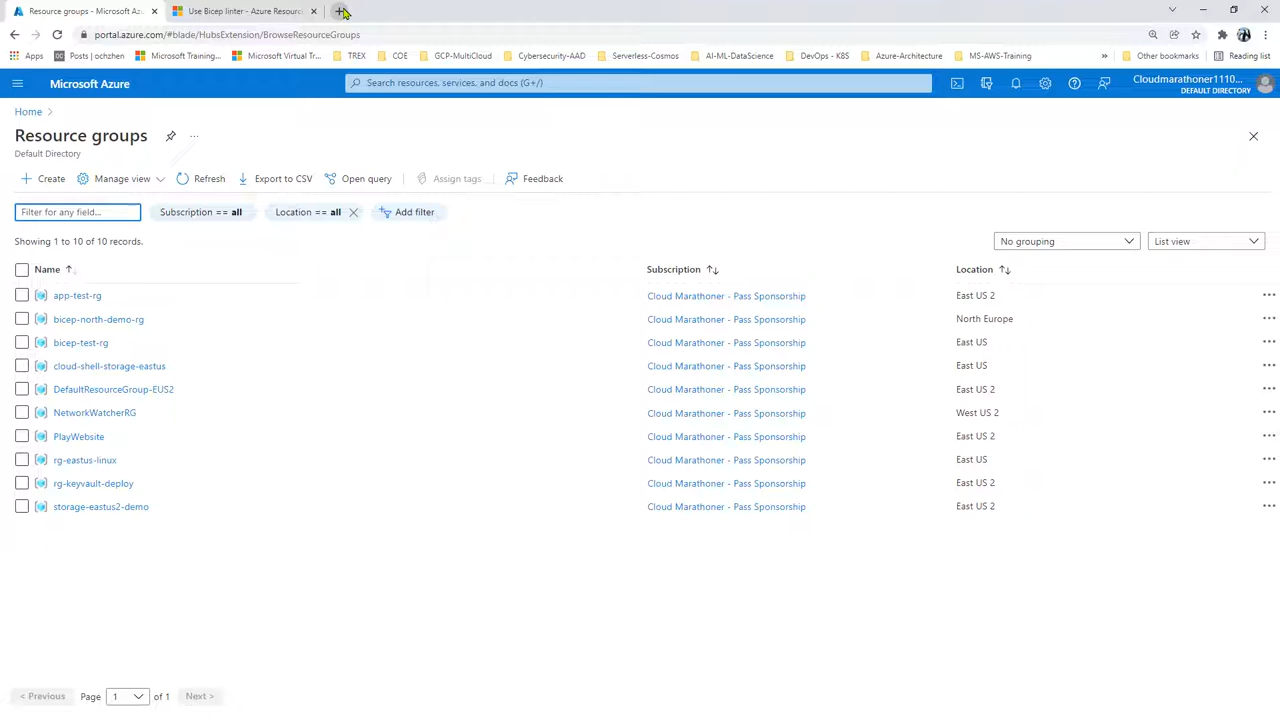 Resource groups - Microsoft Az
Use Bicep linter - Azure Resourc
portal.azure.com/#blade/HubsExtension/BrowseResourceGroups
Apps
Posts | ochzhen
Microsoft Training...
Microsoft Virtual Tr...
TREX
COE
GCP-MultiCloud
Cybersecurity-AAD
Serverless-Cosmos
AI-ML-DataScience
DevOps - K8S
Azure-Architecture
MS-AWS-Training
»
Other bookmarks
Reading list
Microsoft Azure
Search resources, services, and docs (G+/)
Cloudmarathoner1110...
DEFAULT DIRECTORY
Home >
Resource groups
...
Default Directory
Create
Manage view
Refresh
Export to CSV
Open query
Assign tags
Feedback
Filter for any field...
Subscription == all
Location == all
Add filter
Showing 1 to 10 of 10 records.
No grouping
List view
Name ↑
Subscription ↑↓
Location ↑↓
app-test-rg Cloud Marathoner - Pass Sponsorship East US 2 ...
bicep-north-demo-rg Cloud Marathoner - Pass Sponsorship North Europe ...
bicep-test-rg Cloud Marathoner - Pass Sponsorship East US ...
cloud-shell-storage-eastus Cloud Marathoner - Pass Sponsorship East US ...
DefaultResourceGroup-EUS2 Cloud Marathoner - Pass Sponsorship East US 2 ...
NetworkWatcherRG Cloud Marathoner - Pass Sponsorship West US 2 ...
PlayWebsite Cloud Marathoner - Pass Sponsorship East US 2 ...
rg-eastus-linux Cloud Marathoner - Pass Sponsorship East US ...
rg-keyvault-deploy Cloud Marathoner - Pass Sponsorship East US 2 ...
storage-eastus2-demo Cloud Marathoner - Pass Sponsorship East US 2 ...
< Previous Page 1 of 1 Next >